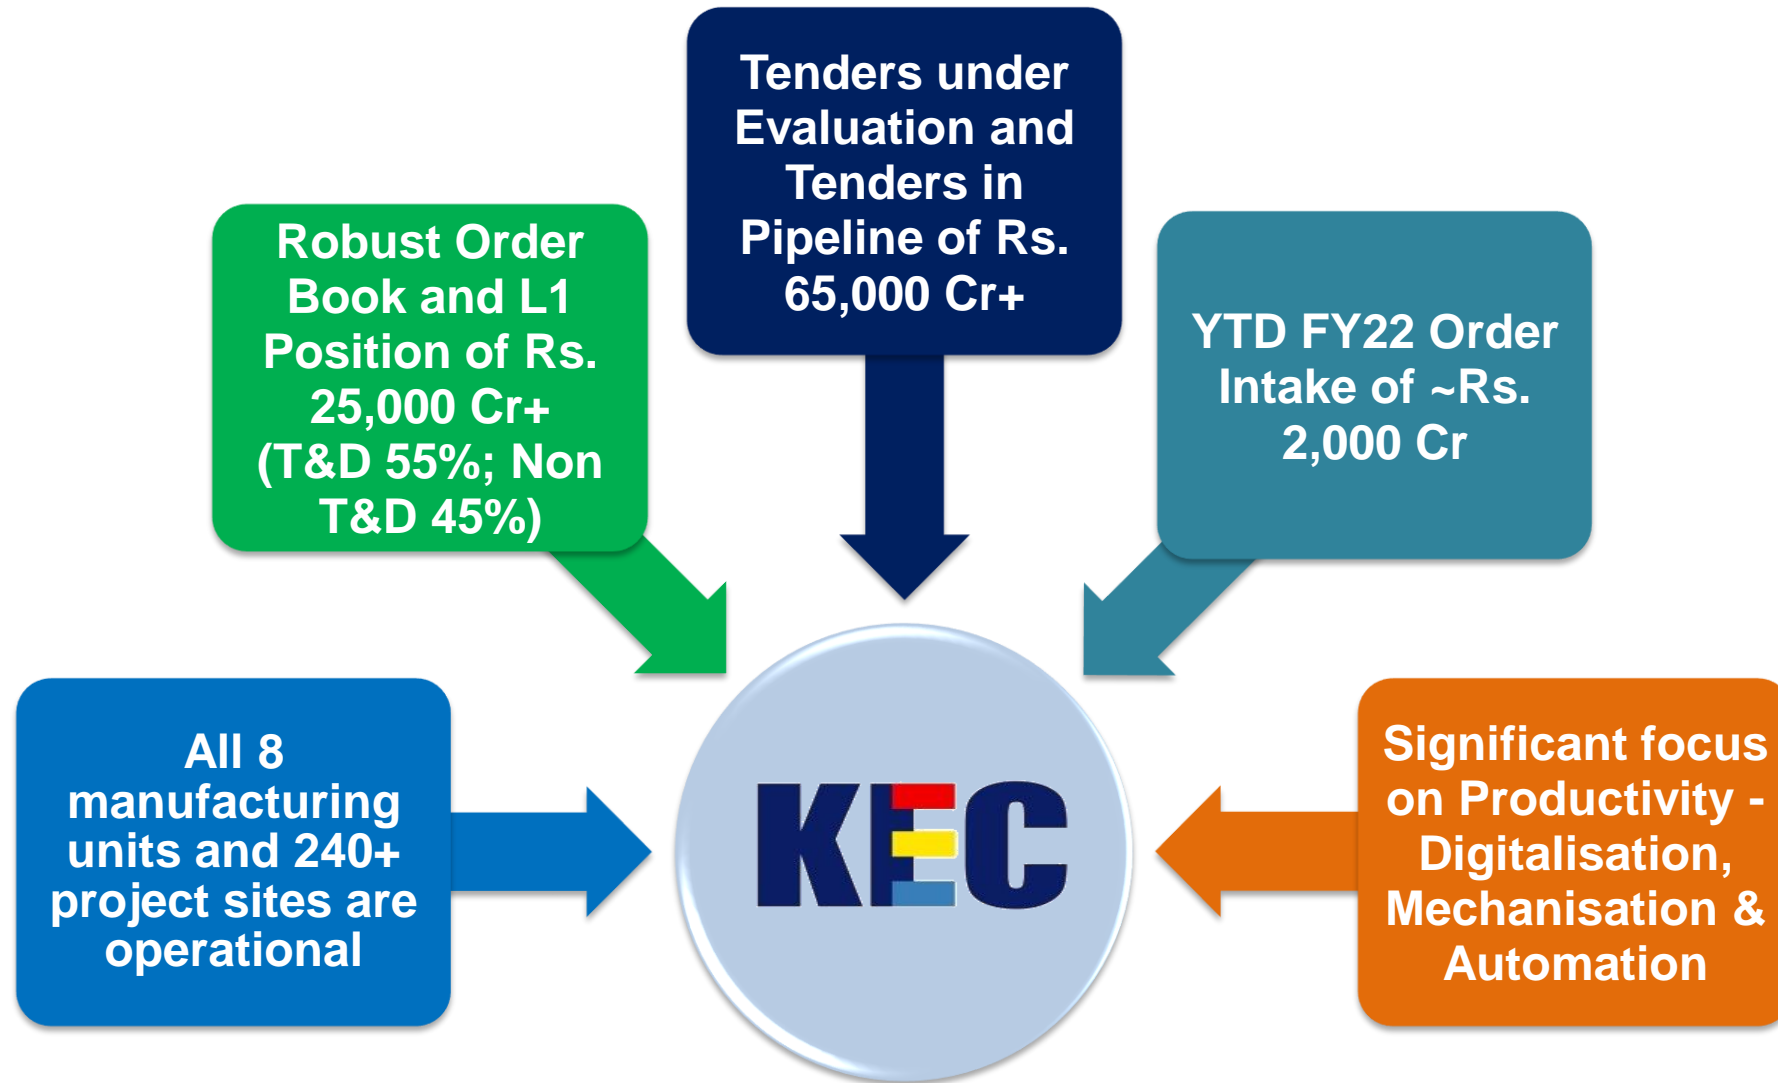 Tenders under
Evaluation and
Tenders in
Pipeline of Rs.
65,000 Cr+
Robust Order
Book and L1
Position of Rs.
25,000 Cr+
(T&D 55%; Non
T&D 45%)
YTD FY22 Order
Intake of ~Rs.
2,000 Cr
All 8
manufacturing
units and 240+
project sites are
operational
KEC
Significant focus
on Productivity -
Digitalisation,
Mechanisation &
Automation